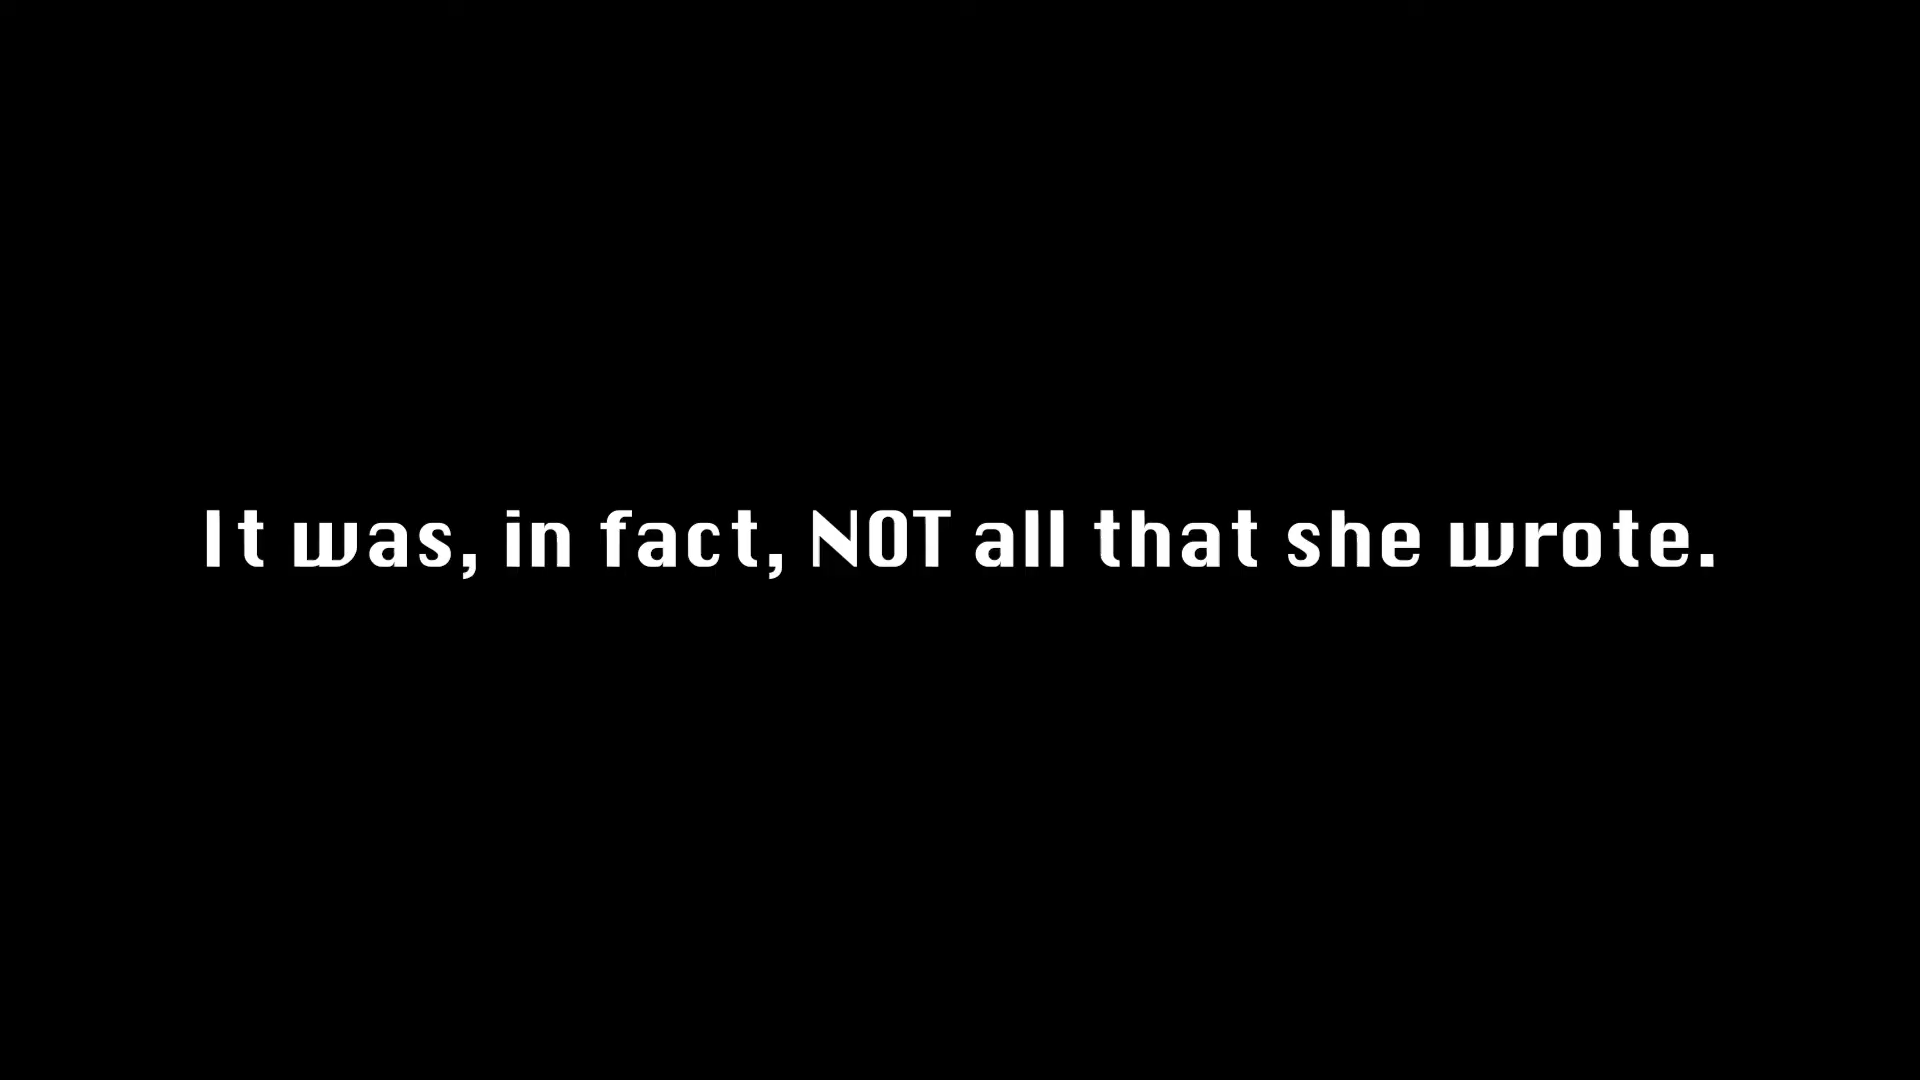 It was, in fact, NOT all that she wrote.